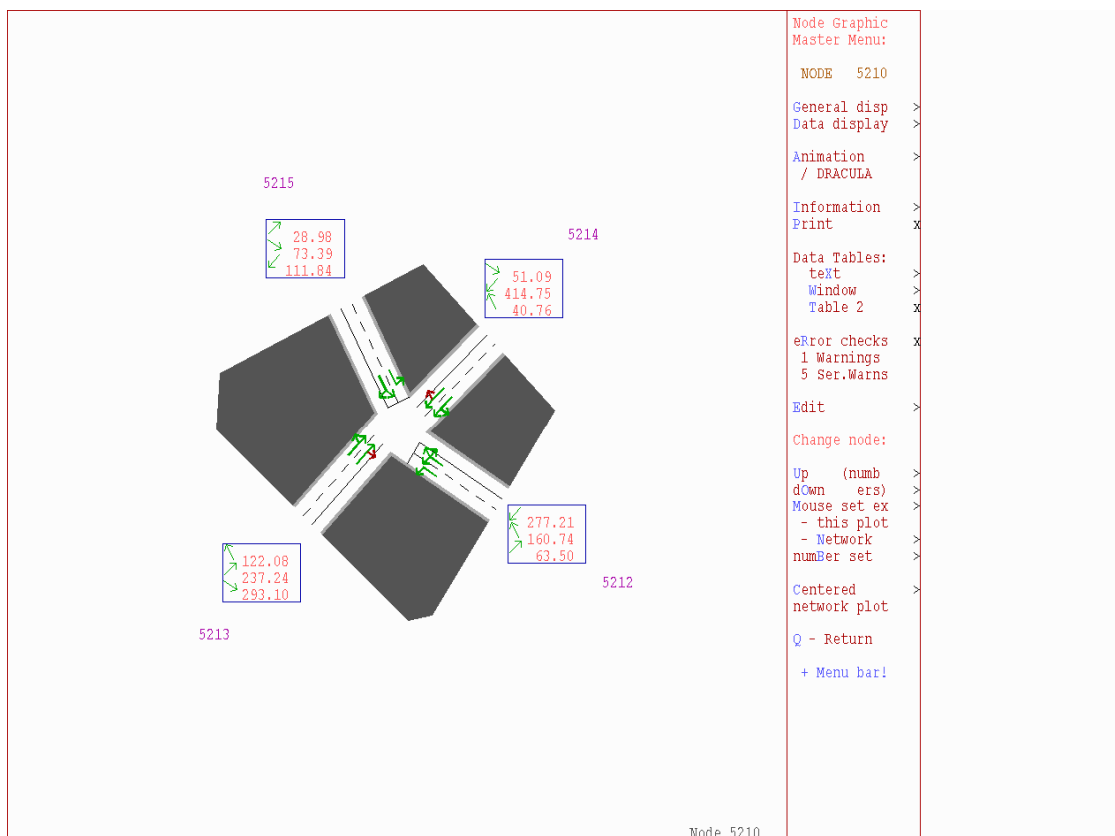 5215
28.98
73.39
111.84
5214
51.09
414.75
40.76
277.21
160.74
63.50
5212
122.08
237.24
293.10
5213
Node 5210
Node Graphic
Master Menu:
NODE 5210
General disp >
Data display >
Animation >
/ DRACULA
Information >
Print x
Data Tables:
teXt >
Window >
Table 2 x
eRror checks x
1 Warnings
5 Ser.Warns
Edit >
Change node:
Up (numb >
dOwn ers) >
Mouse set ex >
- this plot
- Network >
numBer set >
Centered >
network plot
Q - Return
+ Menu bar!